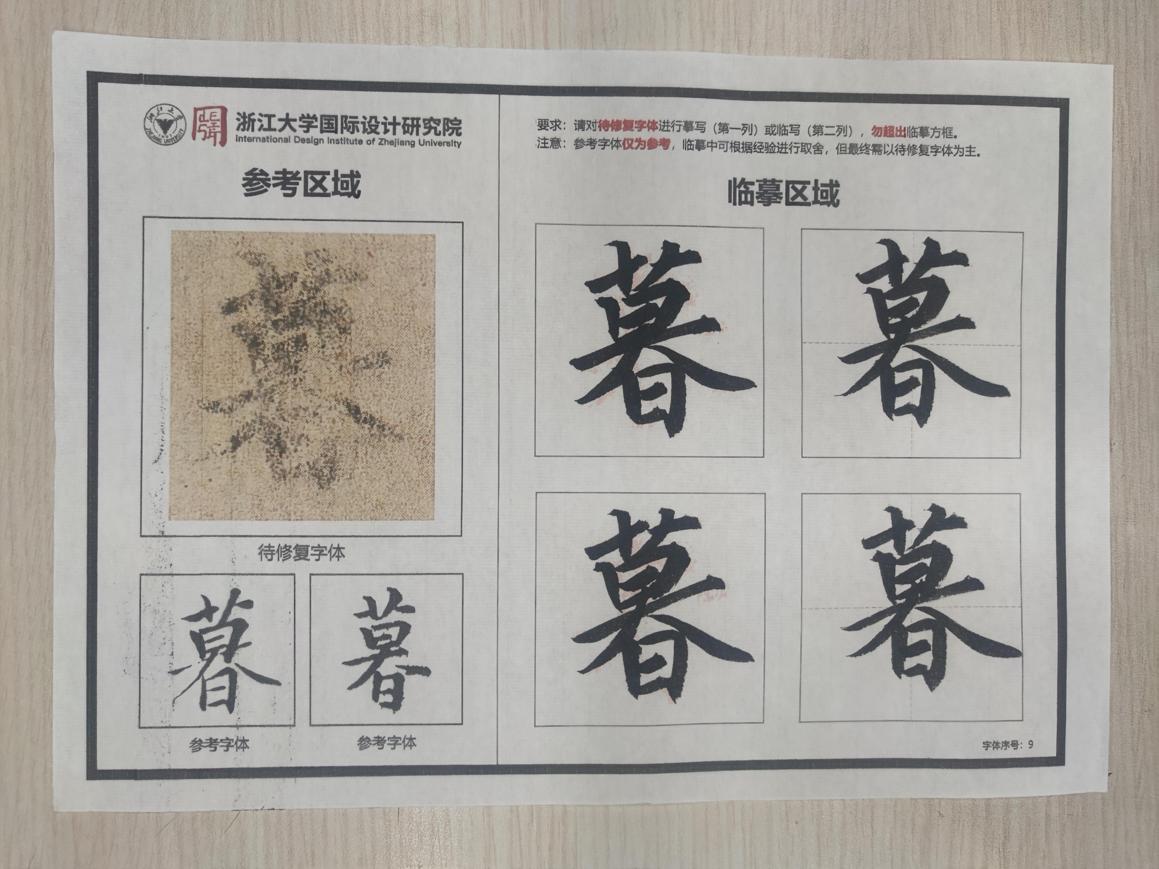 浙江大学国际设计研究院
International Design Institute of Zhejiang University
参考区域
暮
待修复字体
暮 暮
参考字体 参考字体
要求：请对待修复字体进行摹写（第一列）或临写（第二列），勿超出临摹方框。
注意：参考字体仅为参考，临摹中可根据经验进行取舍，但最终需以待修复字体为主。
临摹区域
暮 暮
暮 暮
字体序号：9